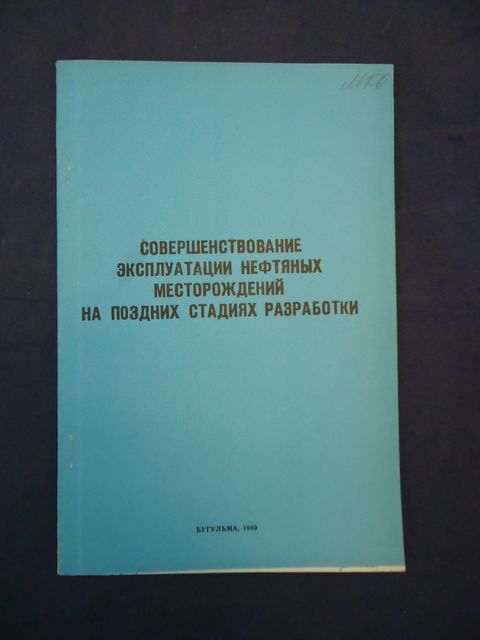 СОВЕРШЕНСТВОВАНИЕ
ЭКСПЛУАТАЦИИ НЕФТЯНЫХ
МЕСТОРОЖДЕНИЙ
НА ПОЗДНИХ СТАДИЯХ РАЗРАБОТКИ
БУГУЛЬМА, 1989